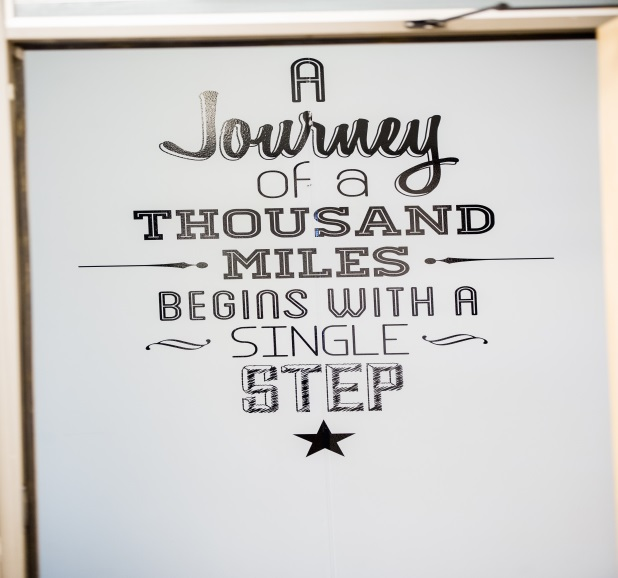 A
Journey
of a
THOUSAND
MILES
BEGINS WITH A
SINGLE
STEP